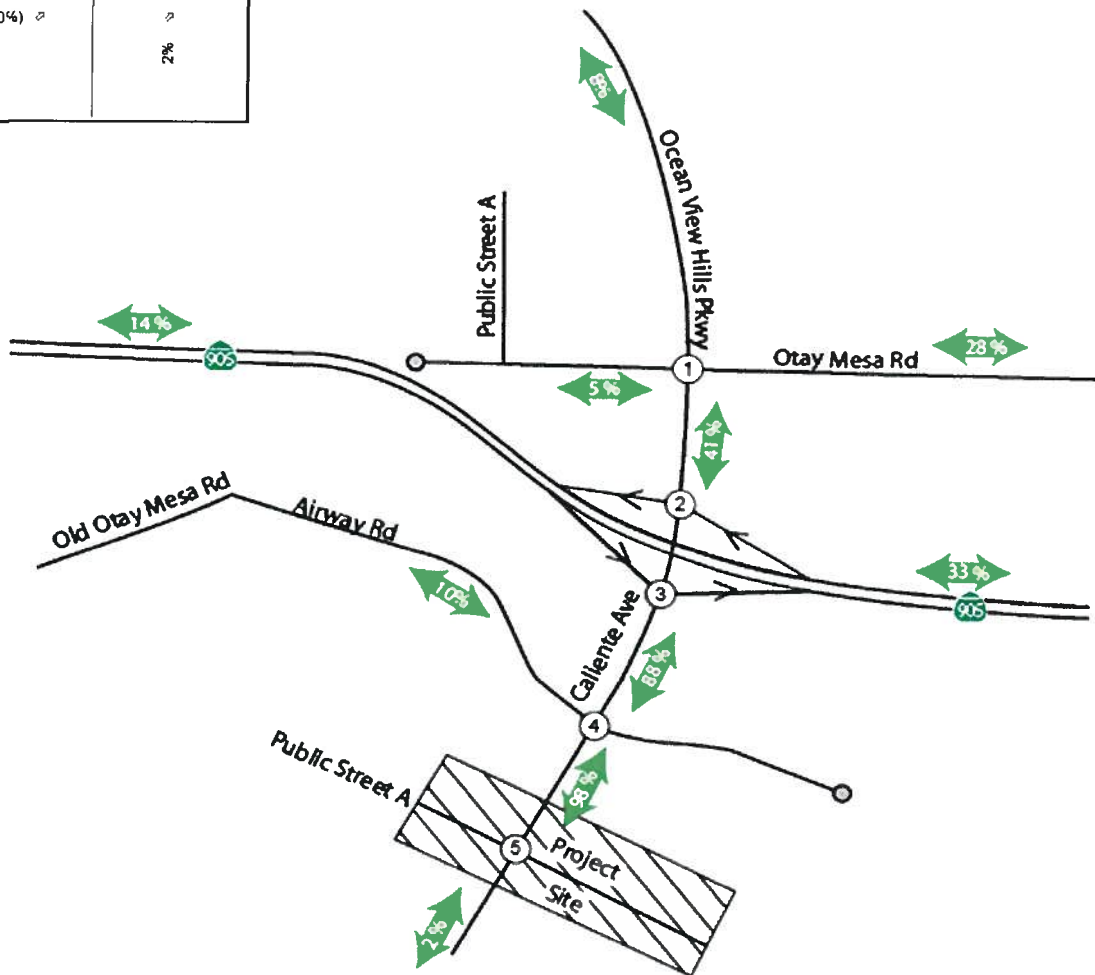 0%)
2%
8%
Ocean View Hills Pkwy
Public Street A
14 %
905
Otay Mesa Rd
28 %
1
5 %
41 %
Old Otay Mesa Rd
Airway Rd
2
33 %
905
10%
3
Caliente Ave
88 %
4
Public Street A
98 %
5
Project
Site
2 %